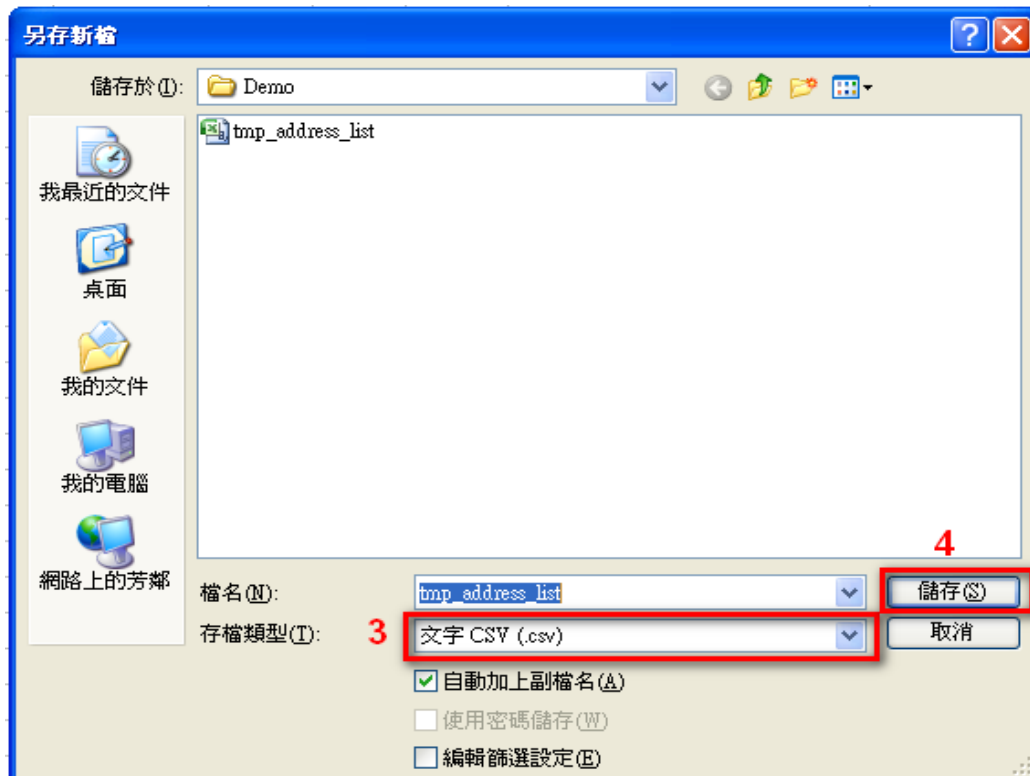 另存新檔
儲存於(I): Demo
tmp_address_list
我最近的文件
桌面
我的文件
我的電腦
網路上的芳鄰
4
檔名(N): tmp_address_list 儲存(S)
存檔類型(T): 3 文字 CSV (.csv) 取消
自動加上副檔名(A)
使用密碼儲存(W)
編輯篩選設定(E)